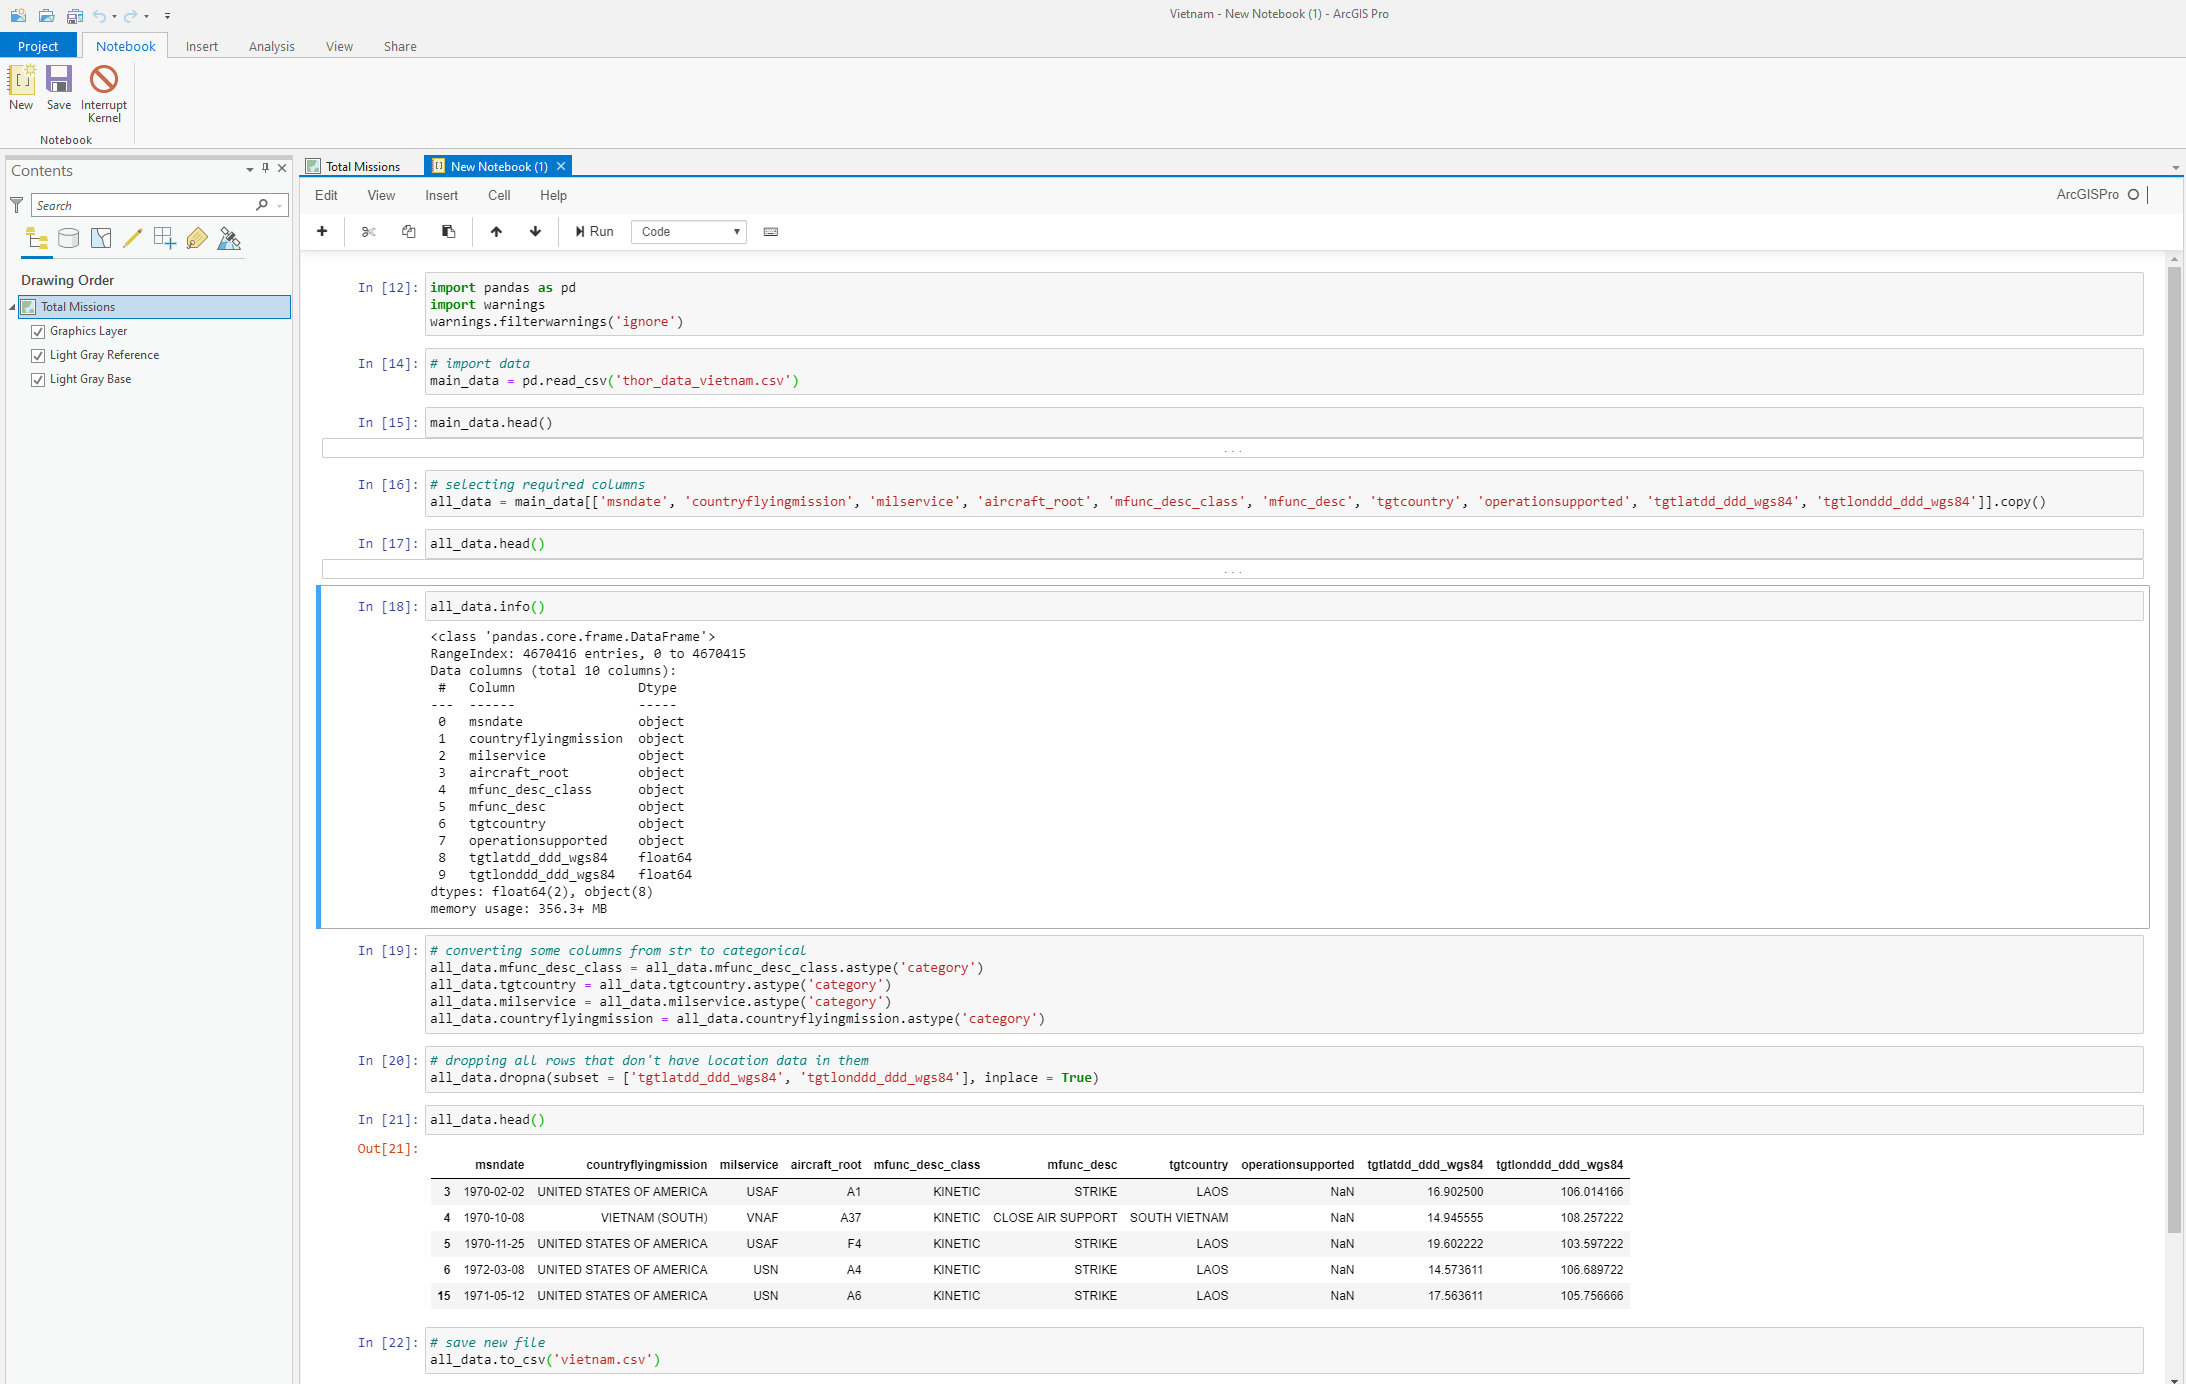 Vietnam - New Notebook (1) - ArcGIS Pro
Project Notebook Insert Analysis View Share
New Save Interrupt Kernel
Notebook
Contents
Search
Drawing Order
Total Missions
Graphics Layer
Light Gray Reference
Light Gray Base
Total Missions New Notebook (1)
Edit View Insert Cell Help ArcGISPro
Run Code
In [12]: import pandas as pd
import warnings
warnings.filterwarnings('ignore')
In [14]: # import data
main_data = pd.read_csv('thor_data_vietnam.csv')
In [15]: main_data.head()
...
In [16]: # selecting required columns
all_data = main_data[['msndate', 'countryflyingmission', 'milservice', 'aircraft_root', 'mfunc_desc_class', 'mfunc_desc', 'tgtcountry', 'operationsupported', 'tgtlatdd_ddd_wgs84', 'tgtlonddd_ddd_wgs84']].copy()
In [17]: all_data.head()
...
In [18]: all_data.info()
<class 'pandas.core.frame.DataFrame'>
RangeIndex: 4670416 entries, 0 to 4670415
Data columns (total 10 columns):
# Column Dtype
--- ------ -----
0 msndate object
1 countryflyingmission object
2 milservice object
3 aircraft_root object
4 mfunc_desc_class object
5 mfunc_desc object
6 tgtcountry object
7 operationsupported object
8 tgtlatdd_ddd_wgs84 float64
9 tgtlonddd_ddd_wgs84 float64
dtypes: float64(2), object(8)
memory usage: 356.3+ MB
In [19]: # converting some columns from str to categorical
all_data.mfunc_desc_class = all_data.mfunc_desc_class.astype('category')
all_data.tgtcountry = all_data.tgtcountry.astype('category')
all_data.milservice = all_data.milservice.astype('category')
all_data.countryflyingmission = all_data.countryflyingmission.astype('category')
In [20]: # dropping all rows that don't have location data in them
all_data.dropna(subset = ['tgtlatdd_ddd_wgs84', 'tgtlonddd_ddd_wgs84'], inplace = True)
In [21]: all_data.head()
Out[21]:
msndate countryflyingmission milservice aircraft_root mfunc_desc_class mfunc_desc tgtcountry operationsupported tgtlatdd_ddd_wgs84 tgtlonddd_ddd_wgs84
3 1970-02-02 UNITED STATES OF AMERICA USAF A1 KINETIC STRIKE LAOS NaN 16.902500 106.014166
4 1970-10-08 VIETNAM (SOUTH) VNAF A37 KINETIC CLOSE AIR SUPPORT SOUTH VIETNAM NaN 14.945555 108.257222
5 1970-11-25 UNITED STATES OF AMERICA USAF F4 KINETIC STRIKE LAOS NaN 19.602222 103.597222
6 1972-03-08 UNITED STATES OF AMERICA USN A4 KINETIC STRIKE LAOS NaN 14.573611 106.689722
15 1971-05-12 UNITED STATES OF AMERICA USN A6 KINETIC STRIKE LAOS NaN 17.563611 105.756666
In [22]: # save new file
all_data.to_csv('vietnam.csv')